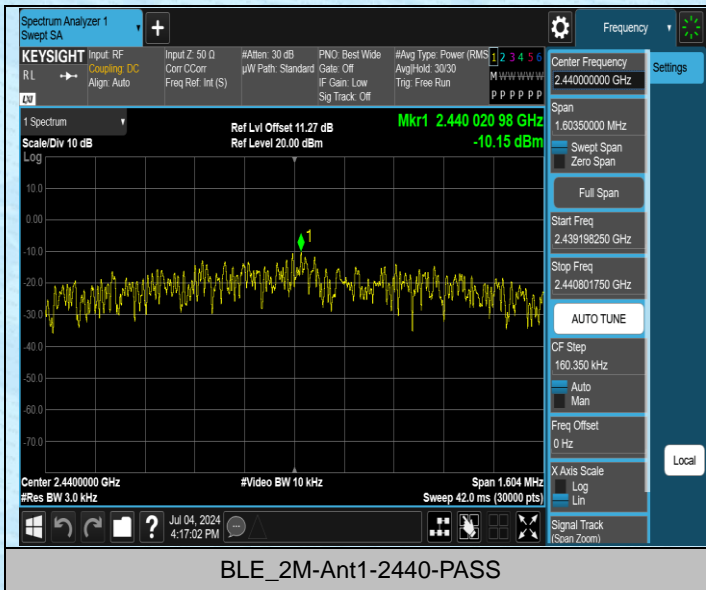 Spectrum Analyzer 1
Swept SA
Frequency
KEYSIGHT
RL
LXI
Input: RF
Coupling: DC
Align: Auto
Input Z: 50 Ω
Corr CCorr
Freq Ref: Int (S)
#Atten: 30 dB
µW Path: Standard
PNO: Best Wide
Gate: Off
IF Gain: Low
Sig Track: Off
#Avg Type: Power (RMS
Avg|Hold: 30/30
Trig: Free Run
1 2 3 4 5 6
M W W W W W
P P P P P P
1 Spectrum
Scale/Div 10 dB
Log
Ref Lvl Offset 11.27 dB
Ref Level 20.00 dBm
Mkr1 2.440 020 98 GHz
-10.15 dBm
10.0
0.00
-10.0
-20.0
-30.0
-40.0
-50.0
-60.0
-70.0
1
Center 2.4400000 GHz
#Res BW 3.0 kHz
#Video BW 10 kHz
Span 1.604 MHz
Sweep 42.0 ms (30000 pts)
Jul 04, 2024
4:17:02 PM
Center Frequency
2.440000000 GHz
Settings
Span
1.60350000 MHz
Swept Span
Zero Span
Full Span
Start Freq
2.439198250 GHz
Stop Freq
2.440801750 GHz
AUTO TUNE
CF Step
160.350 kHz
Auto
Man
Freq Offset
0 Hz
X Axis Scale
Log
Lin
Local
Signal Track
(Span Zoom)
BLE_2M-Ant1-2440-PASS